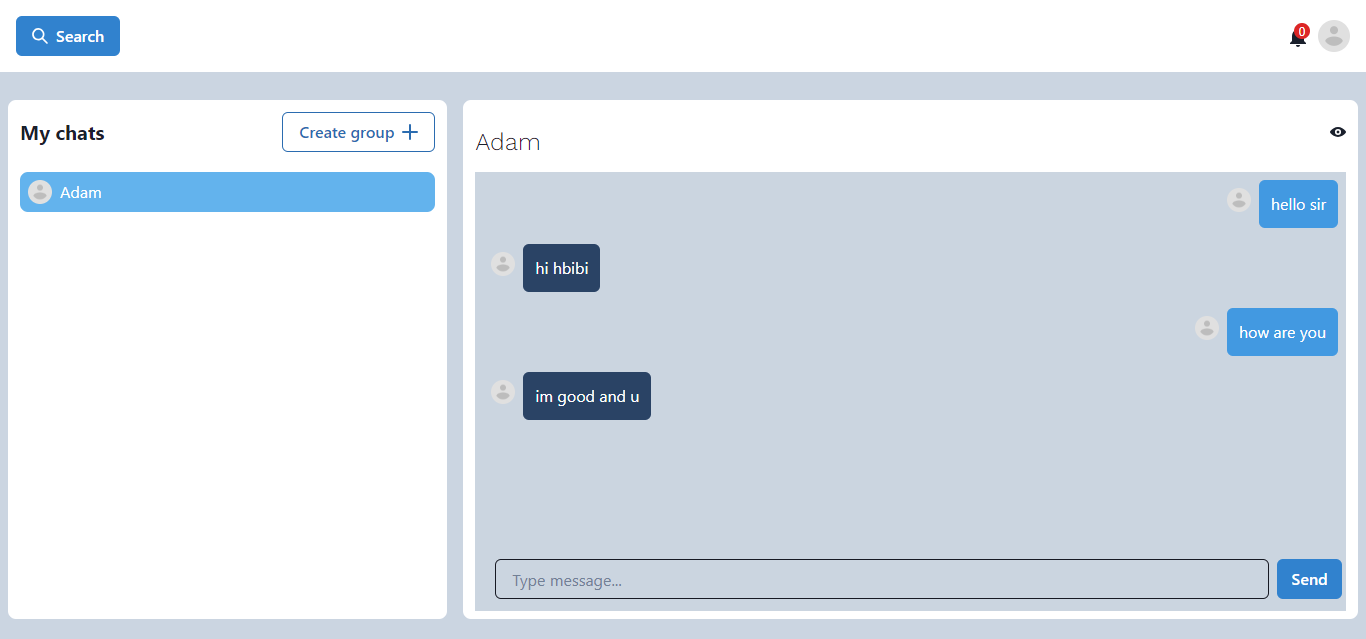 Search
0
My chats
Create group
Adam
Adam
hello sir
hi hbibi
how are you
im good and u
Type message...
Send